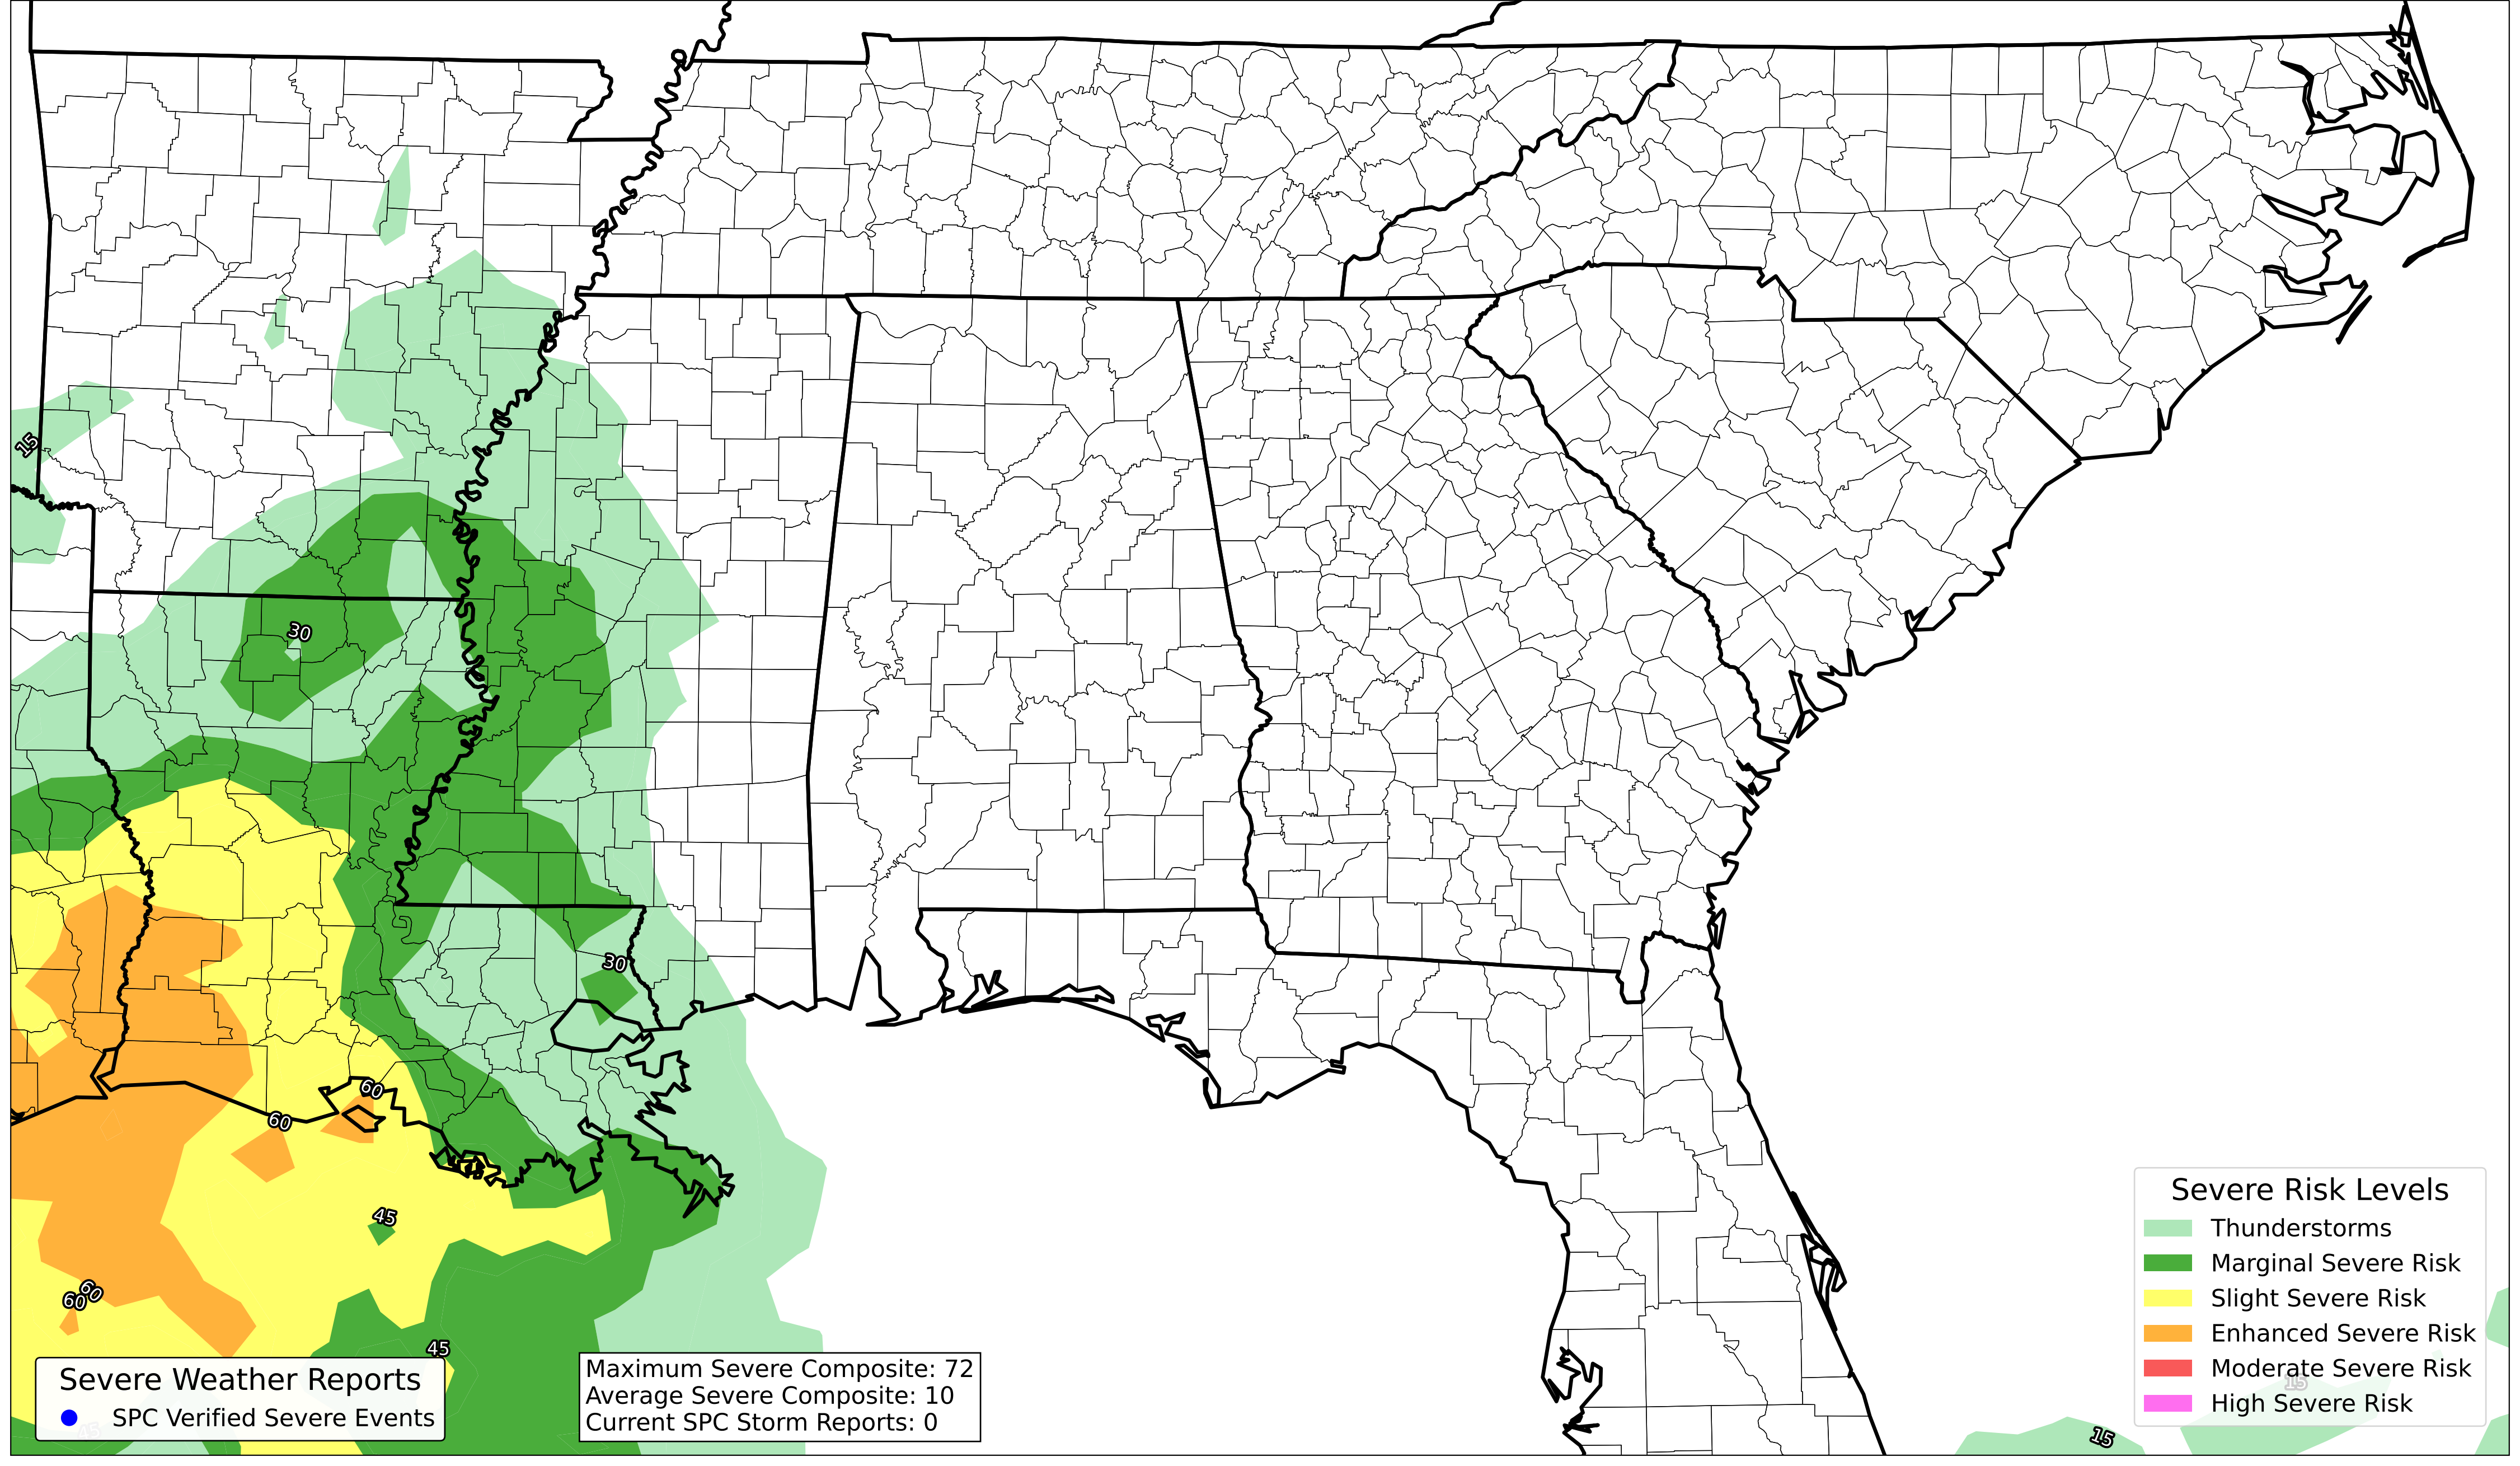 15
30
30
60
60
45
60
60
45
Severe Weather Reports
SPC Verified Severe Events
45
Maximum Severe Composite: 72
Average Severe Composite: 10
Current SPC Storm Reports: 0
Severe Risk Levels
Thunderstorms
Marginal Severe Risk
Slight Severe Risk
Enhanced Severe Risk
Moderate Severe Risk
15
High Severe Risk
15